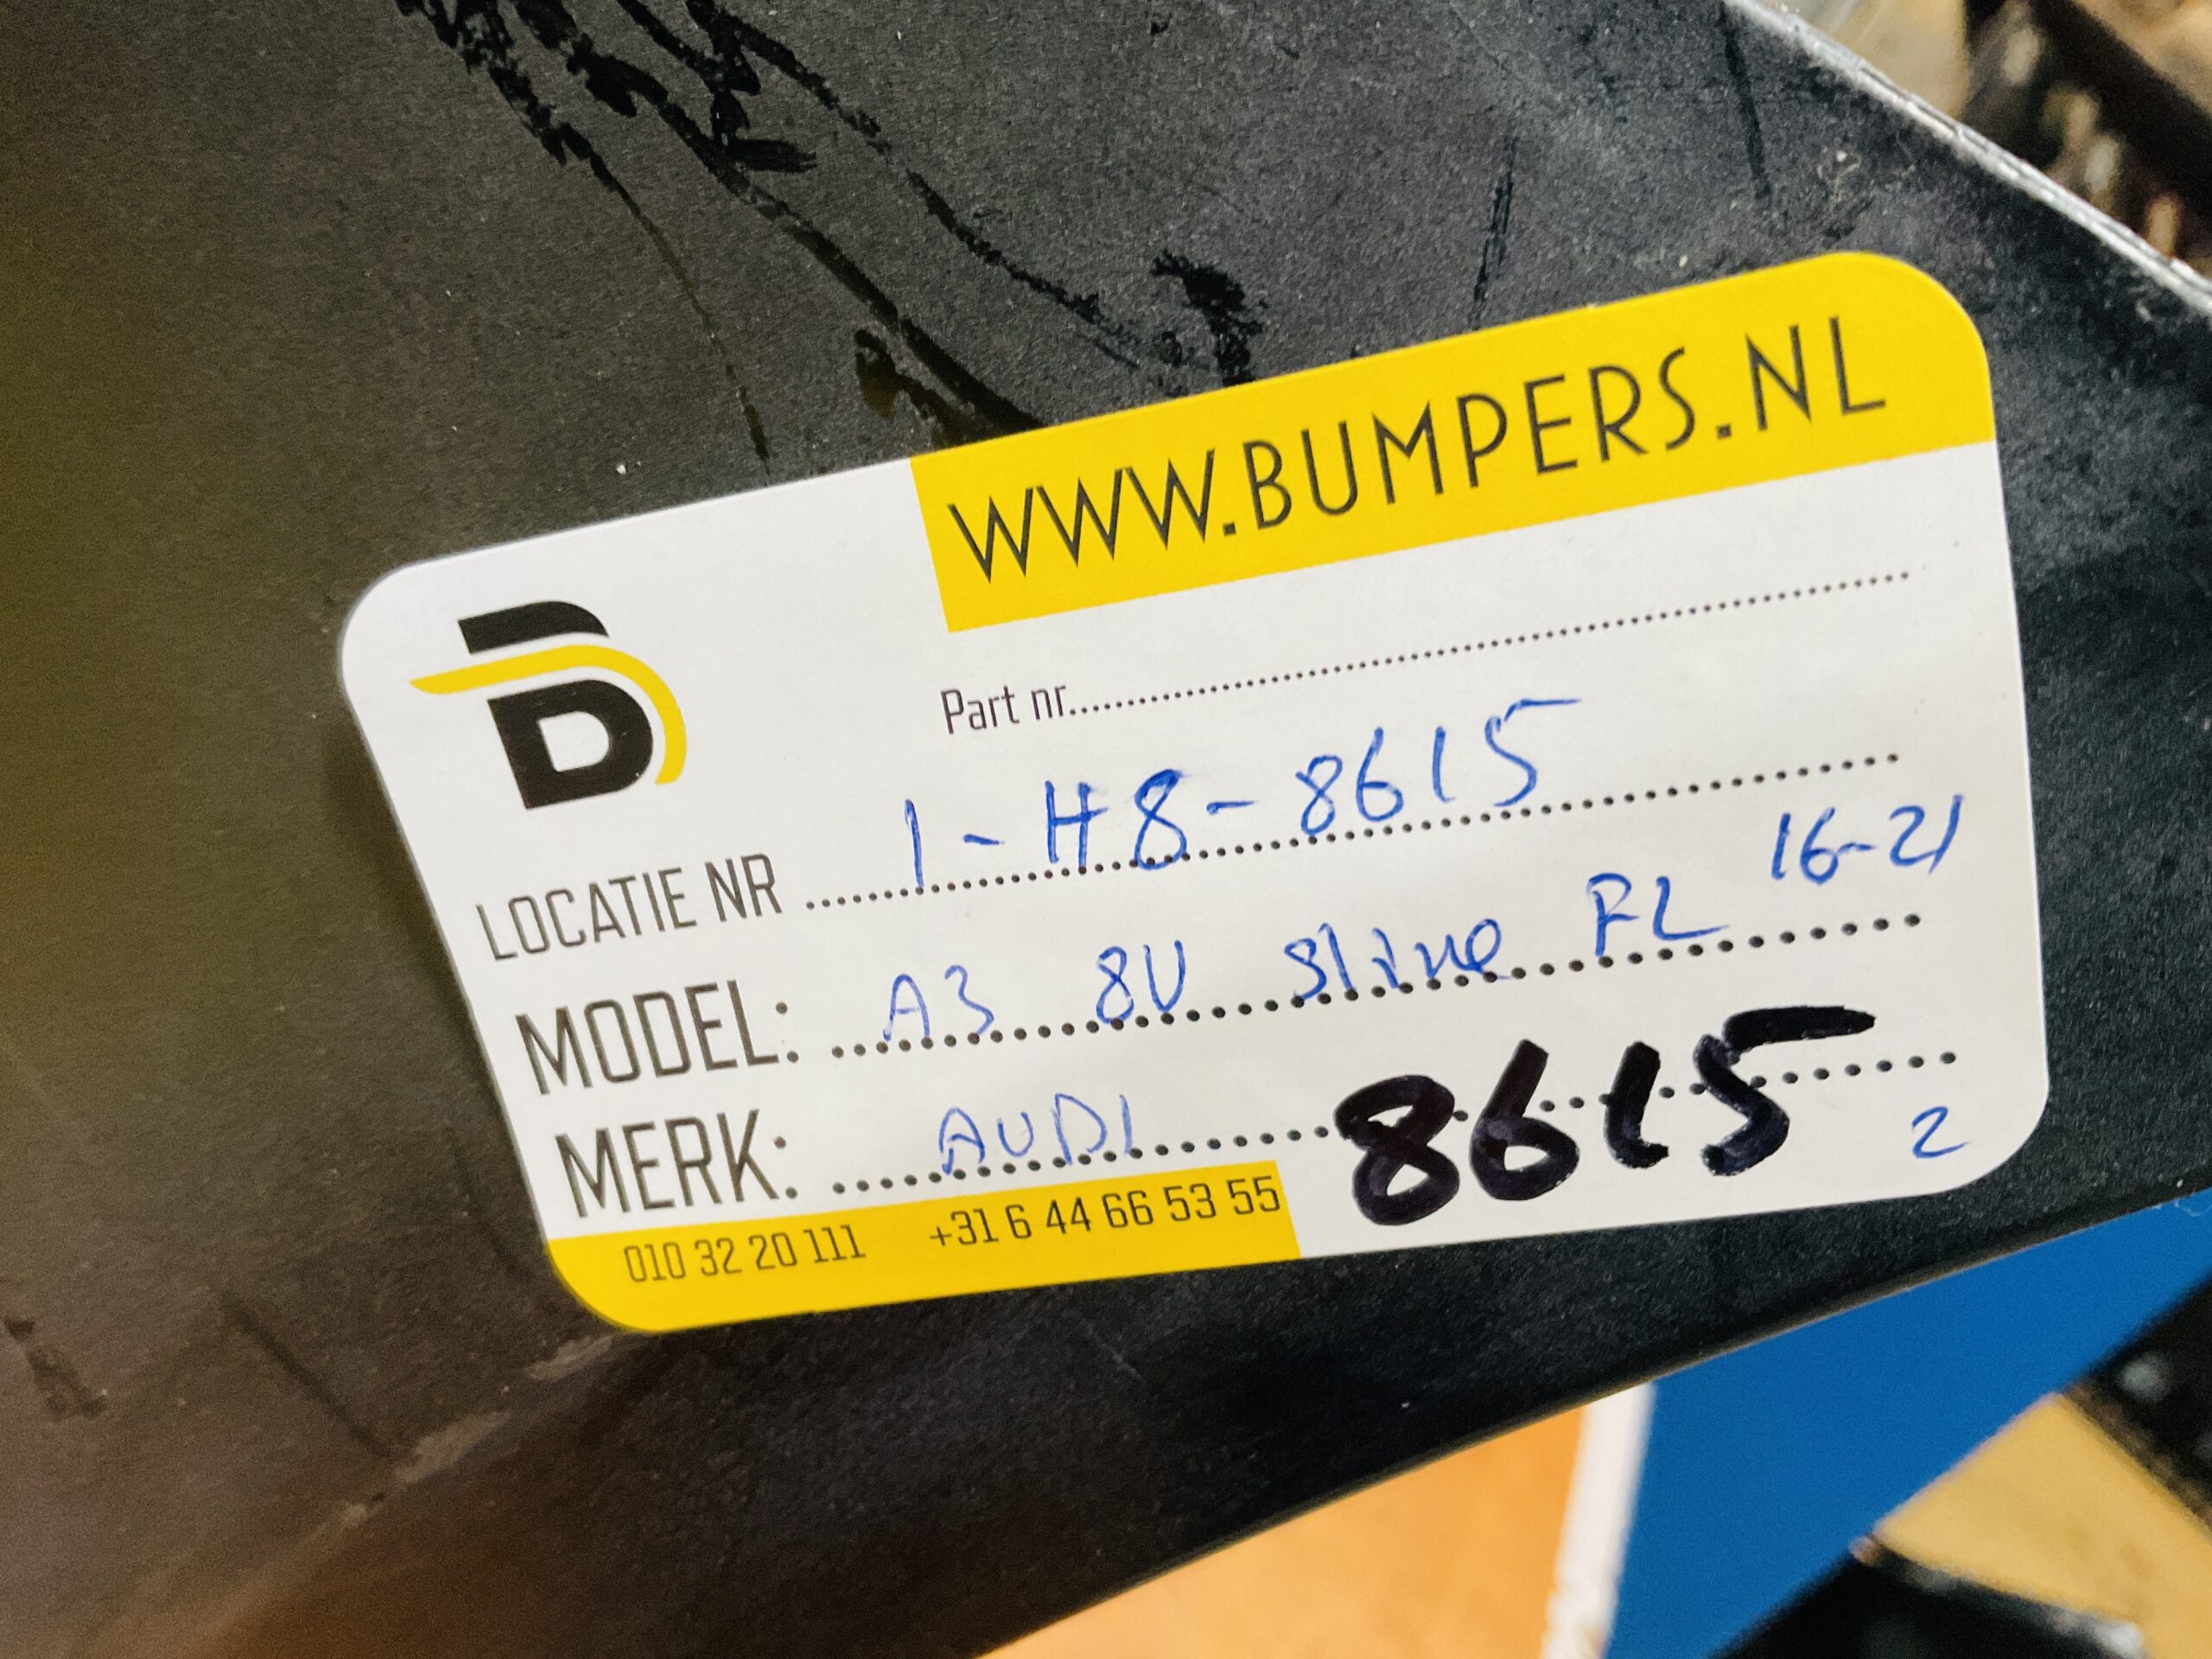 WWW.BUMPERS.NL
B
Part nr.
LOCATIE NR 1-H8-8615
MODEL: A3 8V Sline FL 16-21
MERK: AUDI 8615
2
010 32 20 111 +31 6 44 66 53 55